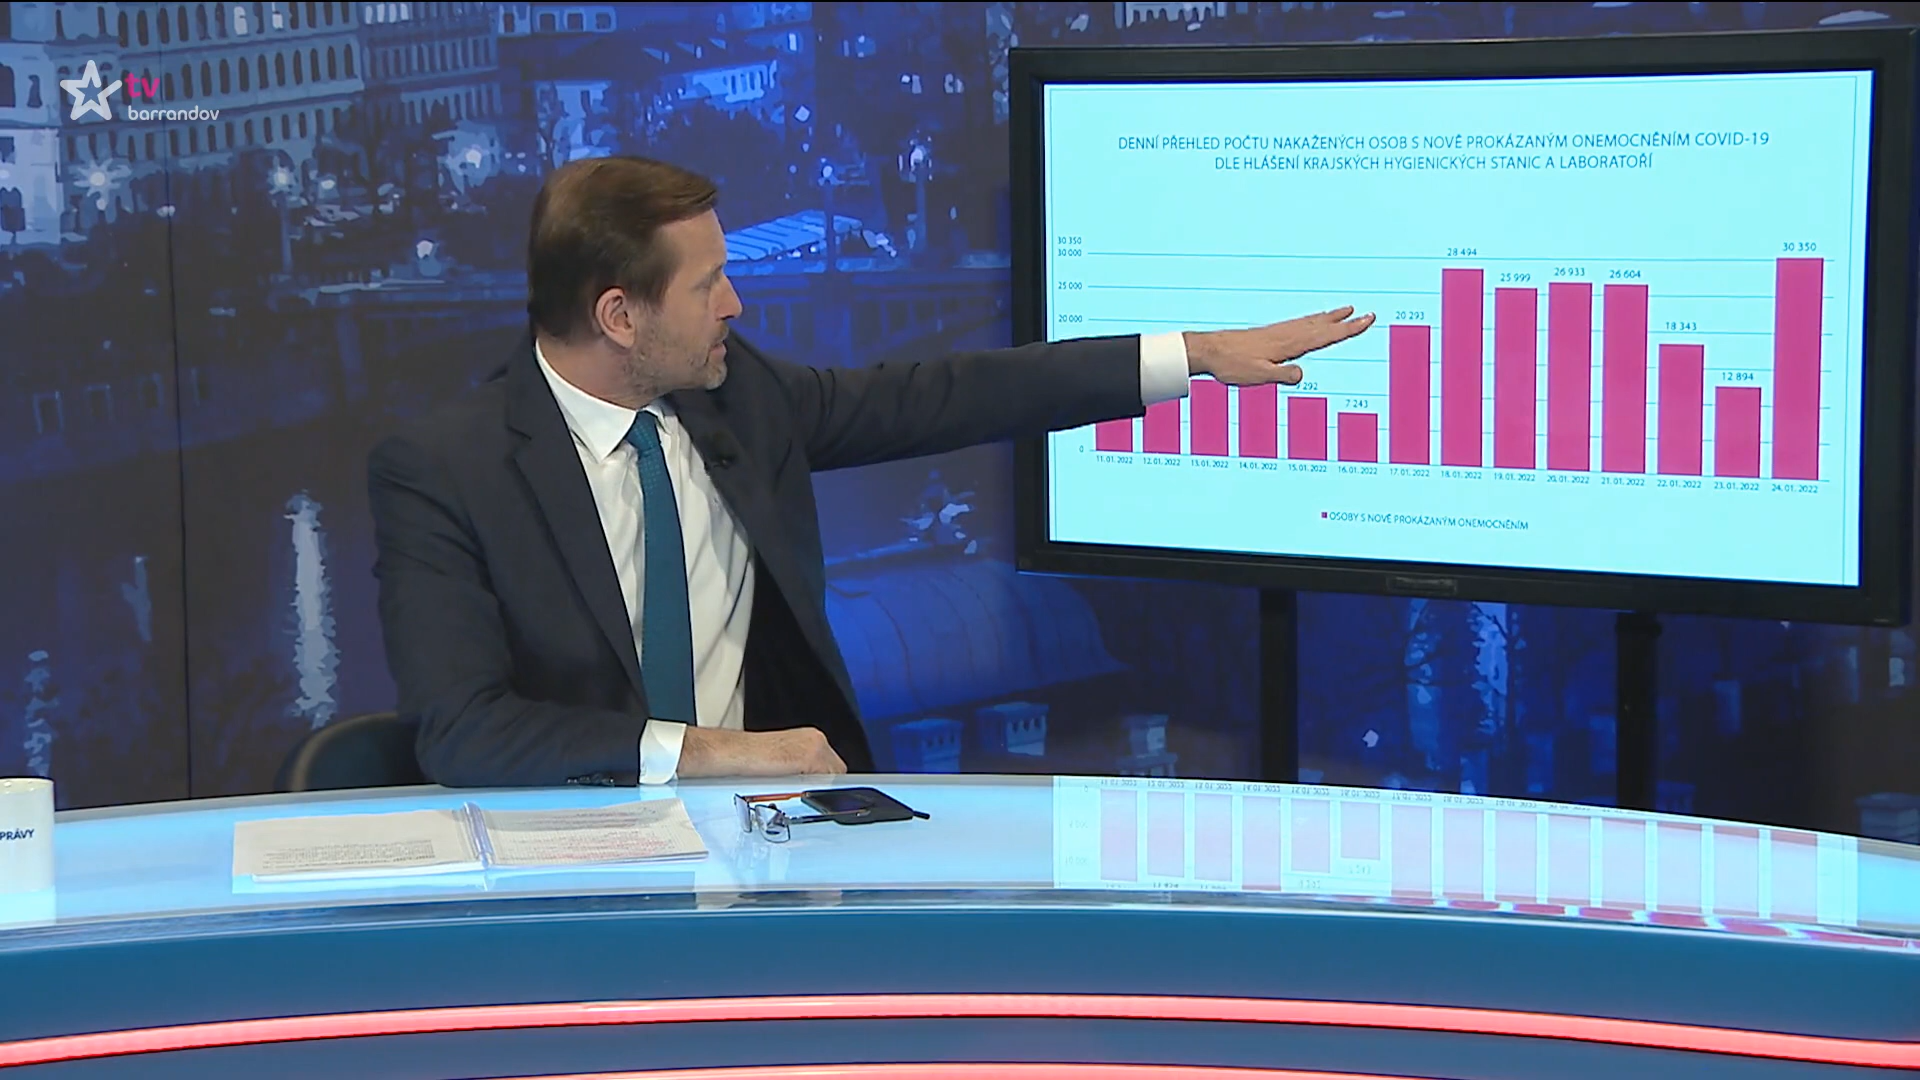 tv
barrandov
DENNÍ PŘEHLED POČTU NAKAŽENÝCH OSOB S NOVĚ PROKÁZANÝM ONEMOCNĚNÍM COVID-19
DLE HLÁŠENÍ KRAJSKÝCH HYGIENICKÝCH STANIC A LABORATOŘÍ
30 350
30 000
25 000
20 000
0
7 243
20 293
28 494
25 999
26 933
26 604
18 343
12 894
30 350
11. 01. 2022
12. 01. 2022
13. 01. 2022
14. 01. 2022
15. 01. 2022
16. 01. 2022
17. 01. 2022
18. 01. 2022
19. 01. 2022
20. 01. 2022
21. 01. 2022
22. 01. 2022
23. 01. 2022
24. 01. 2022
OSOBY S NOVĚ PROKÁZANÝM ONEMOCNĚNÍM
PRÁVY